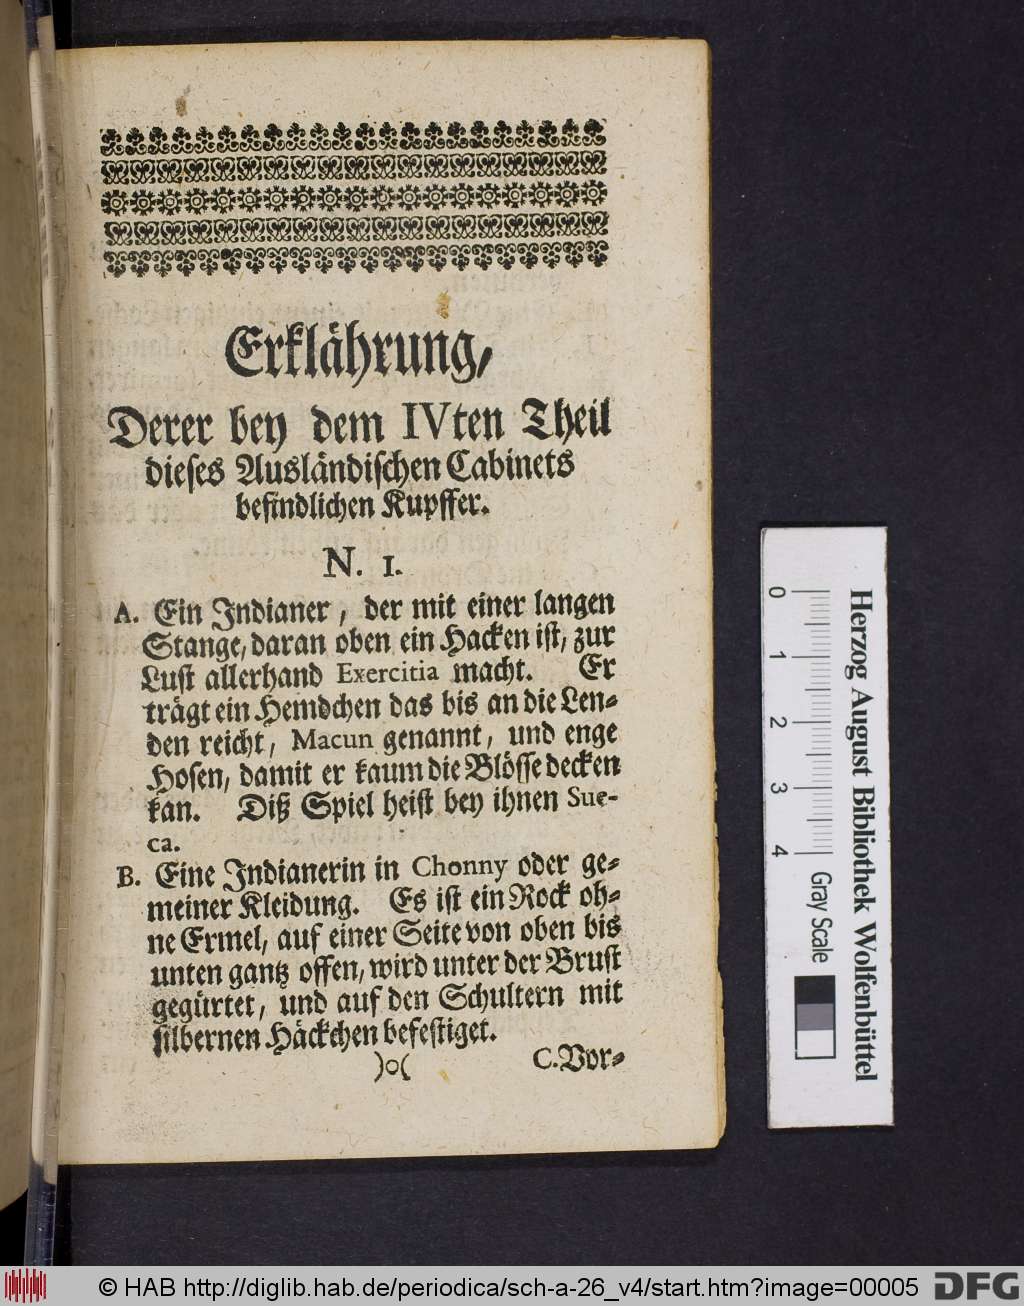 Erklährung,
Derer bey dem IVten Theil
dieses Ausländischen Cabinets
befindlichen Kupffer.
N. 1.
A. Ein Indianer, der mit einer langen
Stange, daran oben ein Hacken ist, zur
Lust allerhand Exercitia macht. Er
trägt ein Hemdchen das bis an die Len-
den reicht, Macun genannt, und enge
Hosen, damit er kaum die Blösse decken
kan. Diß Spiel heist bey ihnen Sue-
ca.
B. Eine Indianerin in Chonny oder ge-
meiner Kleidung. Es ist ein Rock oh-
ne Ermel, auf einer Seite von oben bis
unten gantz offen, wird unter der Brust
gegürtet, und auf den Schultern mit
silbernen Häckchen befestiget.
)o(
C. Vor-
0 1 2 3 4
Gray Scale
Herzog August Bibliothek Wolfenbüttel
© HAB http://diglib.hab.de/periodica/sch-a-26_v4/start.htm?image=00005
DFG